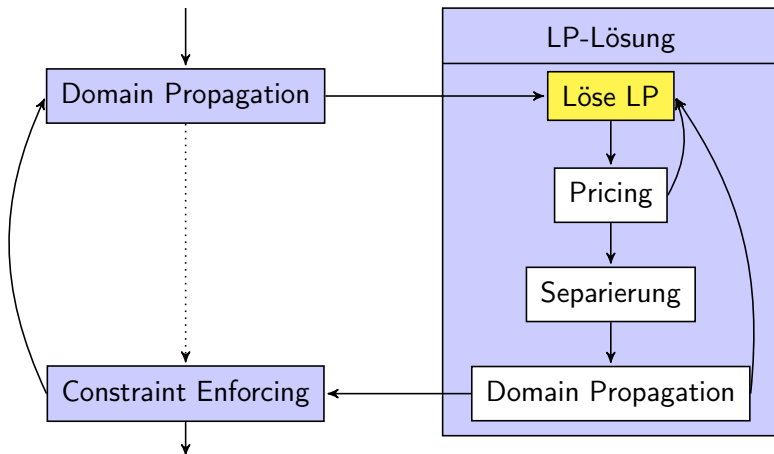 LP-Lösung
Domain Propagation
Löse LP
Pricing
Separierung
Constraint Enforcing
Domain Propagation